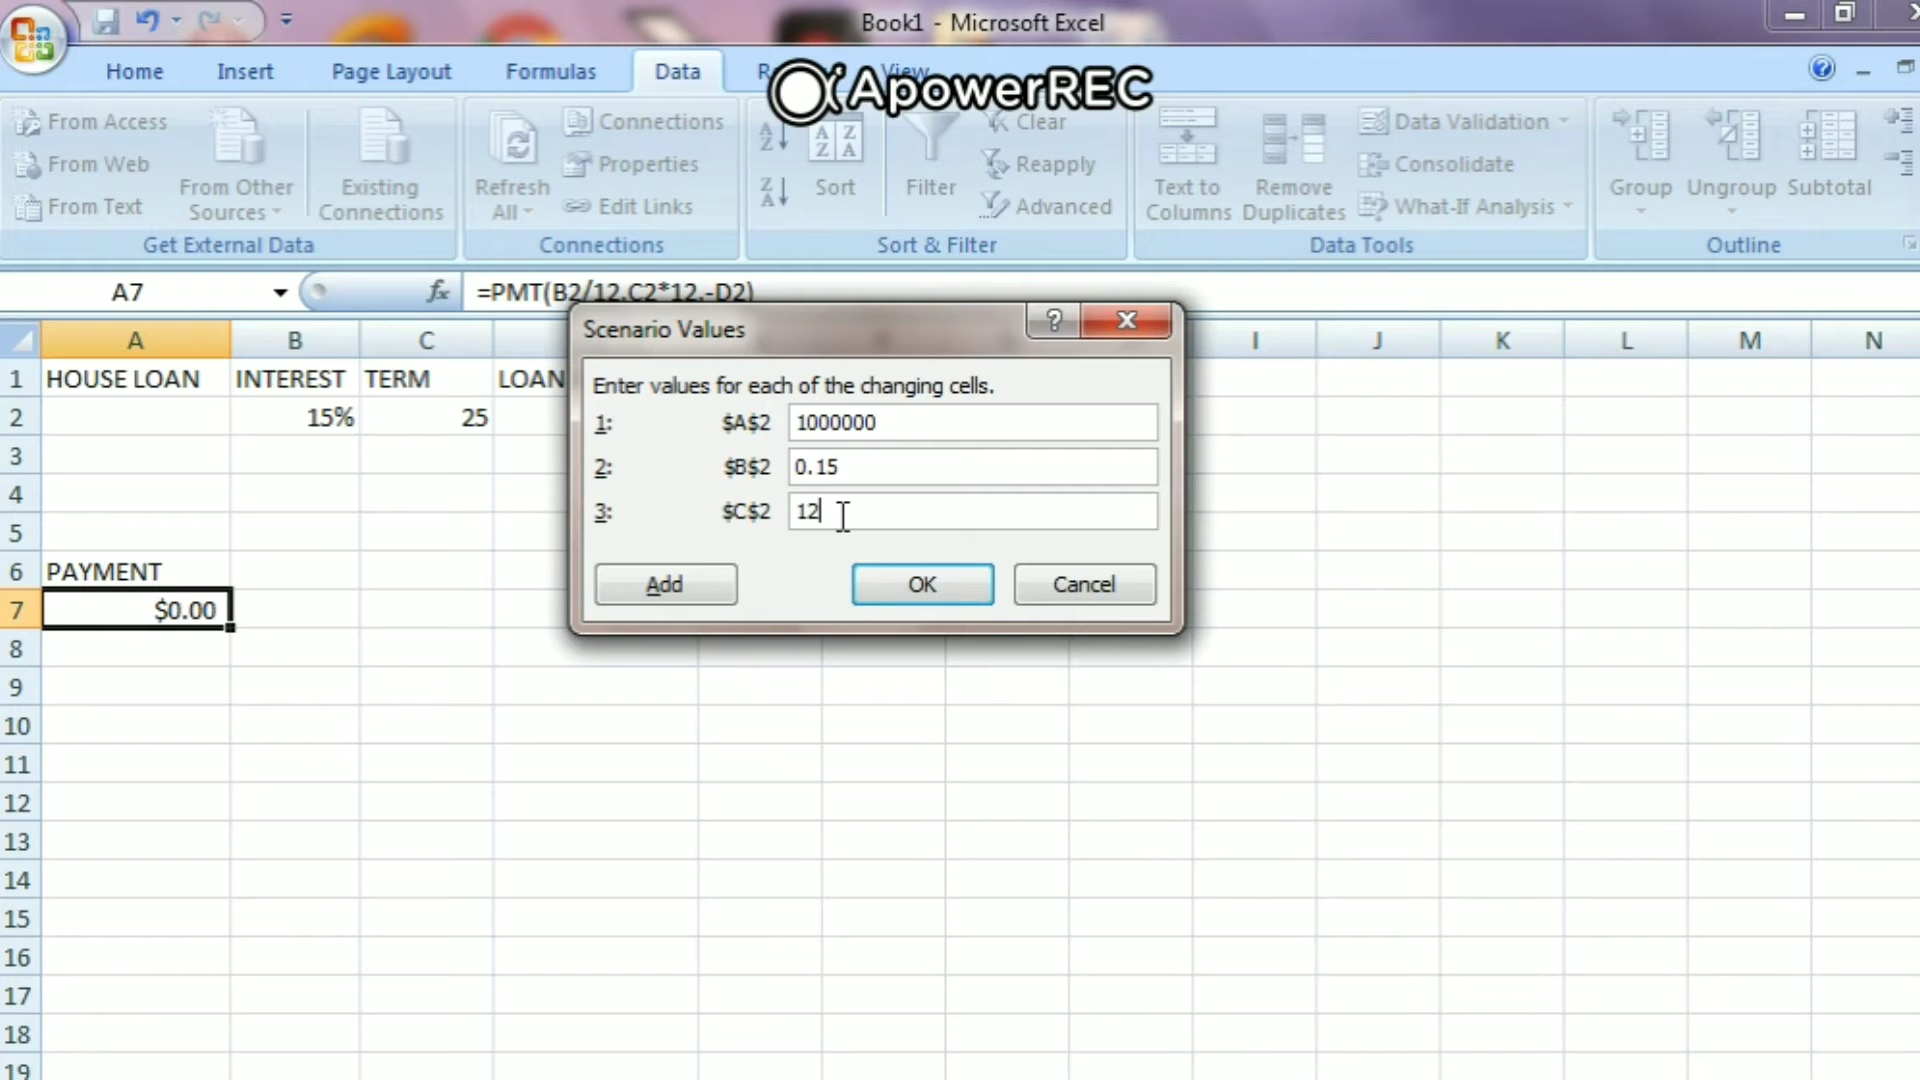 Book1 - Microsoft Excel
Home Insert Page Layout Formulas Data View
ApowerREC
From Access
From Web
From Text
From Other Sources
Existing Connections
Get External Data
Refresh All
Connections
Properties
Edit Links
Connections
Sort
Filter
Clear
Reapply
Advanced
Sort & Filter
Text to Columns
Remove Duplicates
Data Validation
Consolidate
What-If Analysis
Data Tools
Group
Ungroup
Subtotal
Outline
A7 fx =PMT(B2/12,C2*12,-D2)
A B C I J K L M N
1 HOUSE LOAN INTEREST TERM LOAN
2 15% 25
3
4
5
6 PAYMENT
7 $0.00
8
9
10
11
12
13
14
15
16
17
18
19
Scenario Values
?
Enter values for each of the changing cells.
1: $A$2 1000000
2: $B$2 0.15
3: $C$2 12
Add OK Cancel